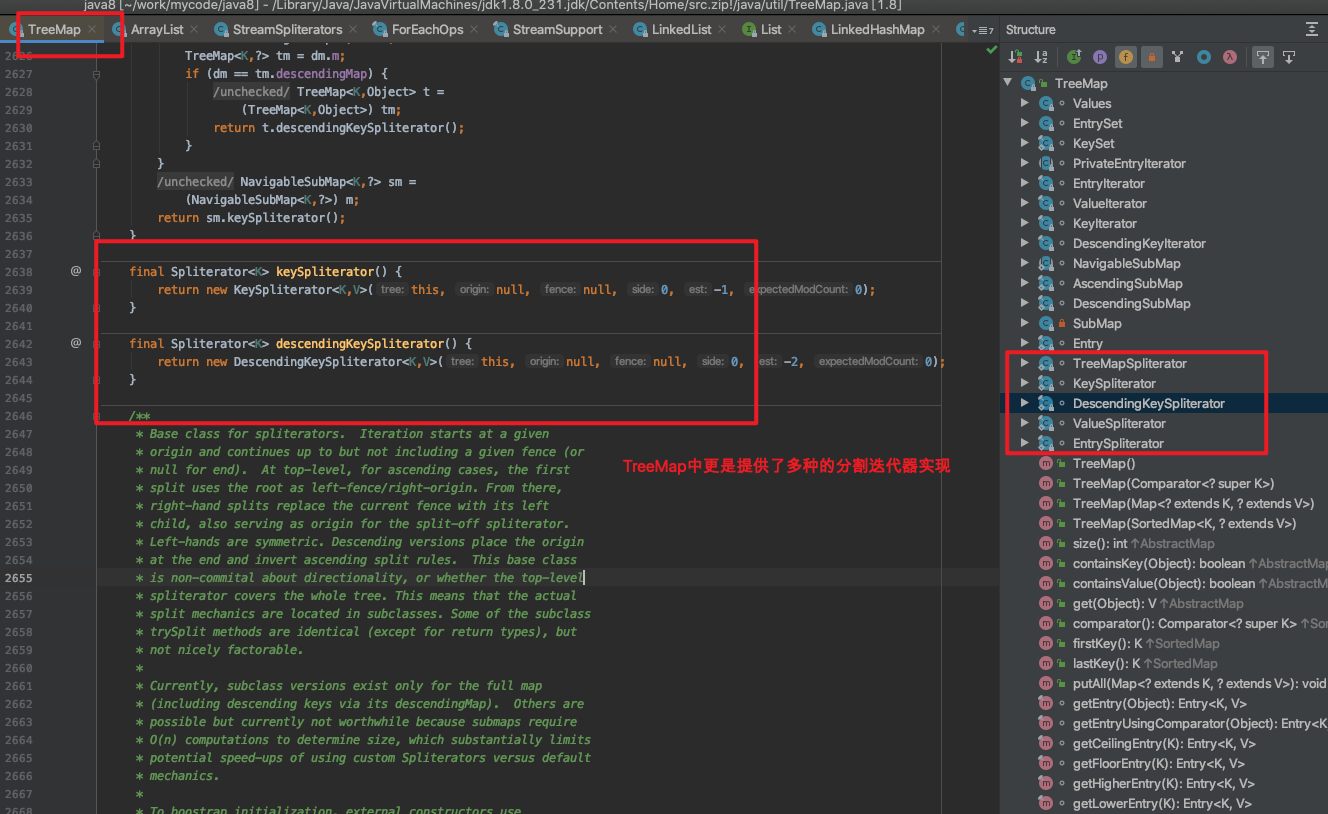 java8 [~/work/mycode/java8] - /Library/Java/JavaVirtualMachines/jdk1.8.0_231.jdk/Contents/Home/src.zip!/java/util/TreeMap.java [1.8]
TreeMap × ArrayList × StreamSpliterators × ForEachOps × StreamSupport × LinkedList × List × LinkedHashMap ×
2626 TreeMap<K,?> tm = dm.m;
2627 if (dm == tm.descendingMap) {
2628 /unchecked/ TreeMap<K,Object> t =
2629 (TreeMap<K,Object>) tm;
2630 return t.descendingKeySpliterator();
2631 }
2632 }
2633 /unchecked/ NavigableSubMap<K,?> sm =
2634 (NavigableSubMap<K,?>) m;
2635 return sm.keySpliterator();
2636 }
2637
2638 @ final Spliterator<K> keySpliterator() {
2639 return new KeySpliterator<K,V>( tree: this, origin: null, fence: null, side: 0, est: -1, expectedModCount: 0);
2640 }
2641
2642 @ final Spliterator<K> descendingKeySpliterator() {
2643 return new DescendingKeySpliterator<K,V>( tree: this, origin: null, fence: null, side: 0, est: -2, expectedModCount: 0);
2644 }
2645
2646 /**
2647 * Base class for spliterators.  Iteration starts at a given
2648 * origin and continues up to but not including a given fence (or
2649 * null for end).  At top-level, for ascending cases, the first
2650 * split uses the root as left-fence/right-origin. From there,
2651 * right-hand splits replace the current fence with its left
2652 * child, also serving as origin for the split-off spliterator.
2653 * Left-hands are symmetric. Descending versions place the origin
2654 * at the end and invert ascending split rules.  This base class
2655 * is non-commital about directionality, or whether the top-level
2656 * spliterator covers the whole tree. This means that the actual
2657 * split mechanics are located in subclasses. Some of the subclass
2658 * trySplit methods are identical (except for return types), but
2659 * not nicely factorable.
2660 *
2661 * Currently, subclass versions exist only for the full map
2662 * (including descending keys via its descendingMap).  Others are
2663 * possible but currently not worthwhile because submaps require
2664 * O(n) computations to determine size, which substantially limits
2665 * potential speed-ups of using custom Spliterators versus default
2666 * mechanics.
2667 *
2668 * To boostrap initialization, external constructors use
TreeMap中更是提供了多种的分割迭代器实现
Structure
TreeMap
Values
EntrySet
KeySet
PrivateEntryIterator
EntryIterator
ValueIterator
KeyIterator
DescendingKeyIterator
NavigableSubMap
AscendingSubMap
DescendingSubMap
SubMap
Entry
TreeMapSpliterator
KeySpliterator
DescendingKeySpliterator
ValueSpliterator
EntrySpliterator
TreeMap()
TreeMap(Comparator<? super K>)
TreeMap(Map<? extends K, ? extends V>)
TreeMap(SortedMap<K, ? extends V>)
size(): int ↑AbstractMap
containsKey(Object): boolean ↑AbstractMap
containsValue(Object): boolean ↑AbstractM
get(Object): V ↑AbstractMap
comparator(): Comparator<? super K> ↑So
firstKey(): K ↑SortedMap
lastKey(): K ↑SortedMap
putAll(Map<? extends K, ? extends V>): void
getEntry(Object): Entry<K, V>
getEntryUsingComparator(Object): Entry<K
getCeilingEntry(K): Entry<K, V>
getFloorEntry(K): Entry<K, V>
getHigherEntry(K): Entry<K, V>
getLowerEntry(K): Entry<K, V>